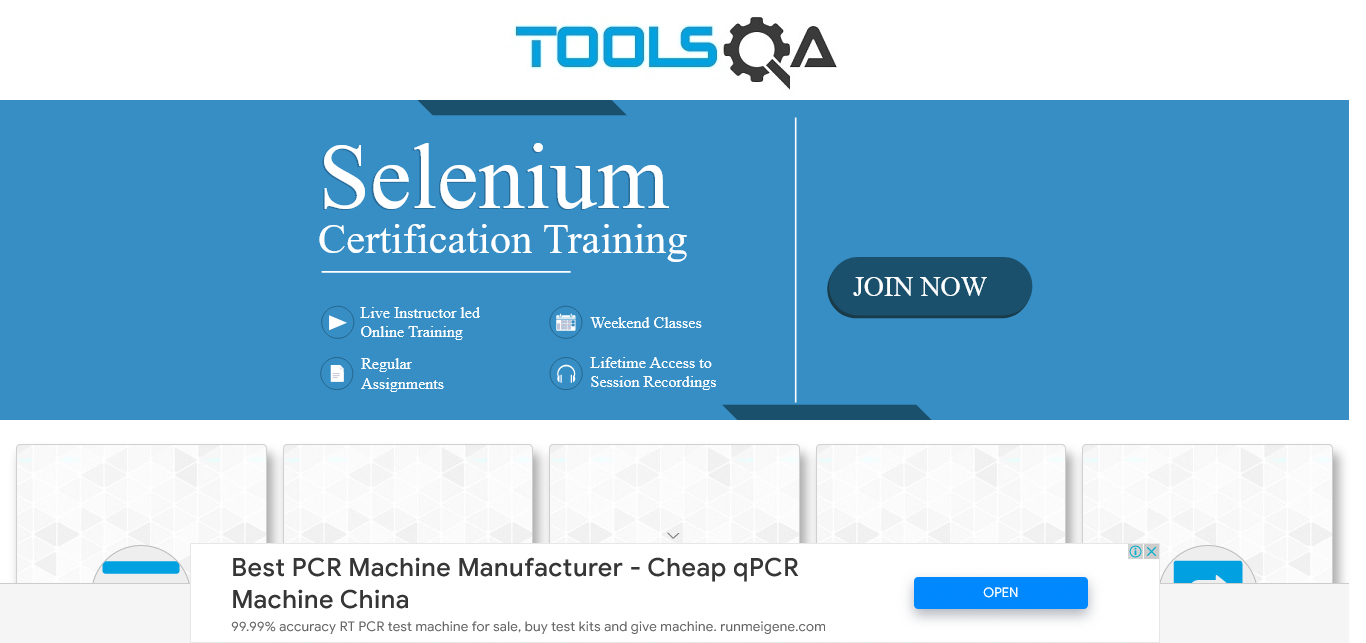 TOOLSQA
Selenium
Certification Training
Live Instructor led
Online Training
Weekend Classes
Regular
Assignments
Lifetime Access to
Session Recordings
JOIN NOW
Best PCR Machine Manufacturer - Cheap qPCR
Machine China
99.99% accuracy RT PCR test machine for sale, buy test kits and give machine. runmeigene.com
OPEN